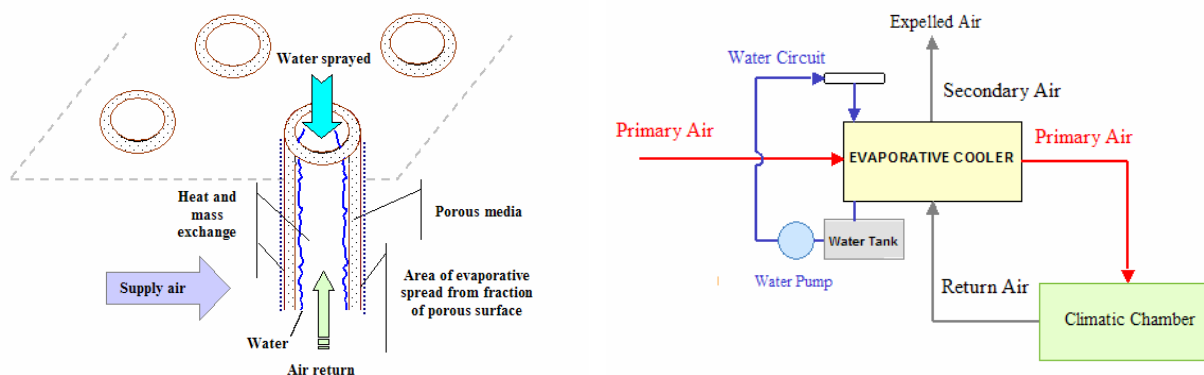 Water sprayed
Heat and
mass
exchange
Porous media
Supply air
Area of evaporative
spread from fraction
of porous surface
Water
Air return
Expelled Air
Water Circuit
Secondary Air
Primary Air
Primary Air
EVAPORATIVE COOLER
Water Tank
Water Pump
Return Air
Climatic Chamber